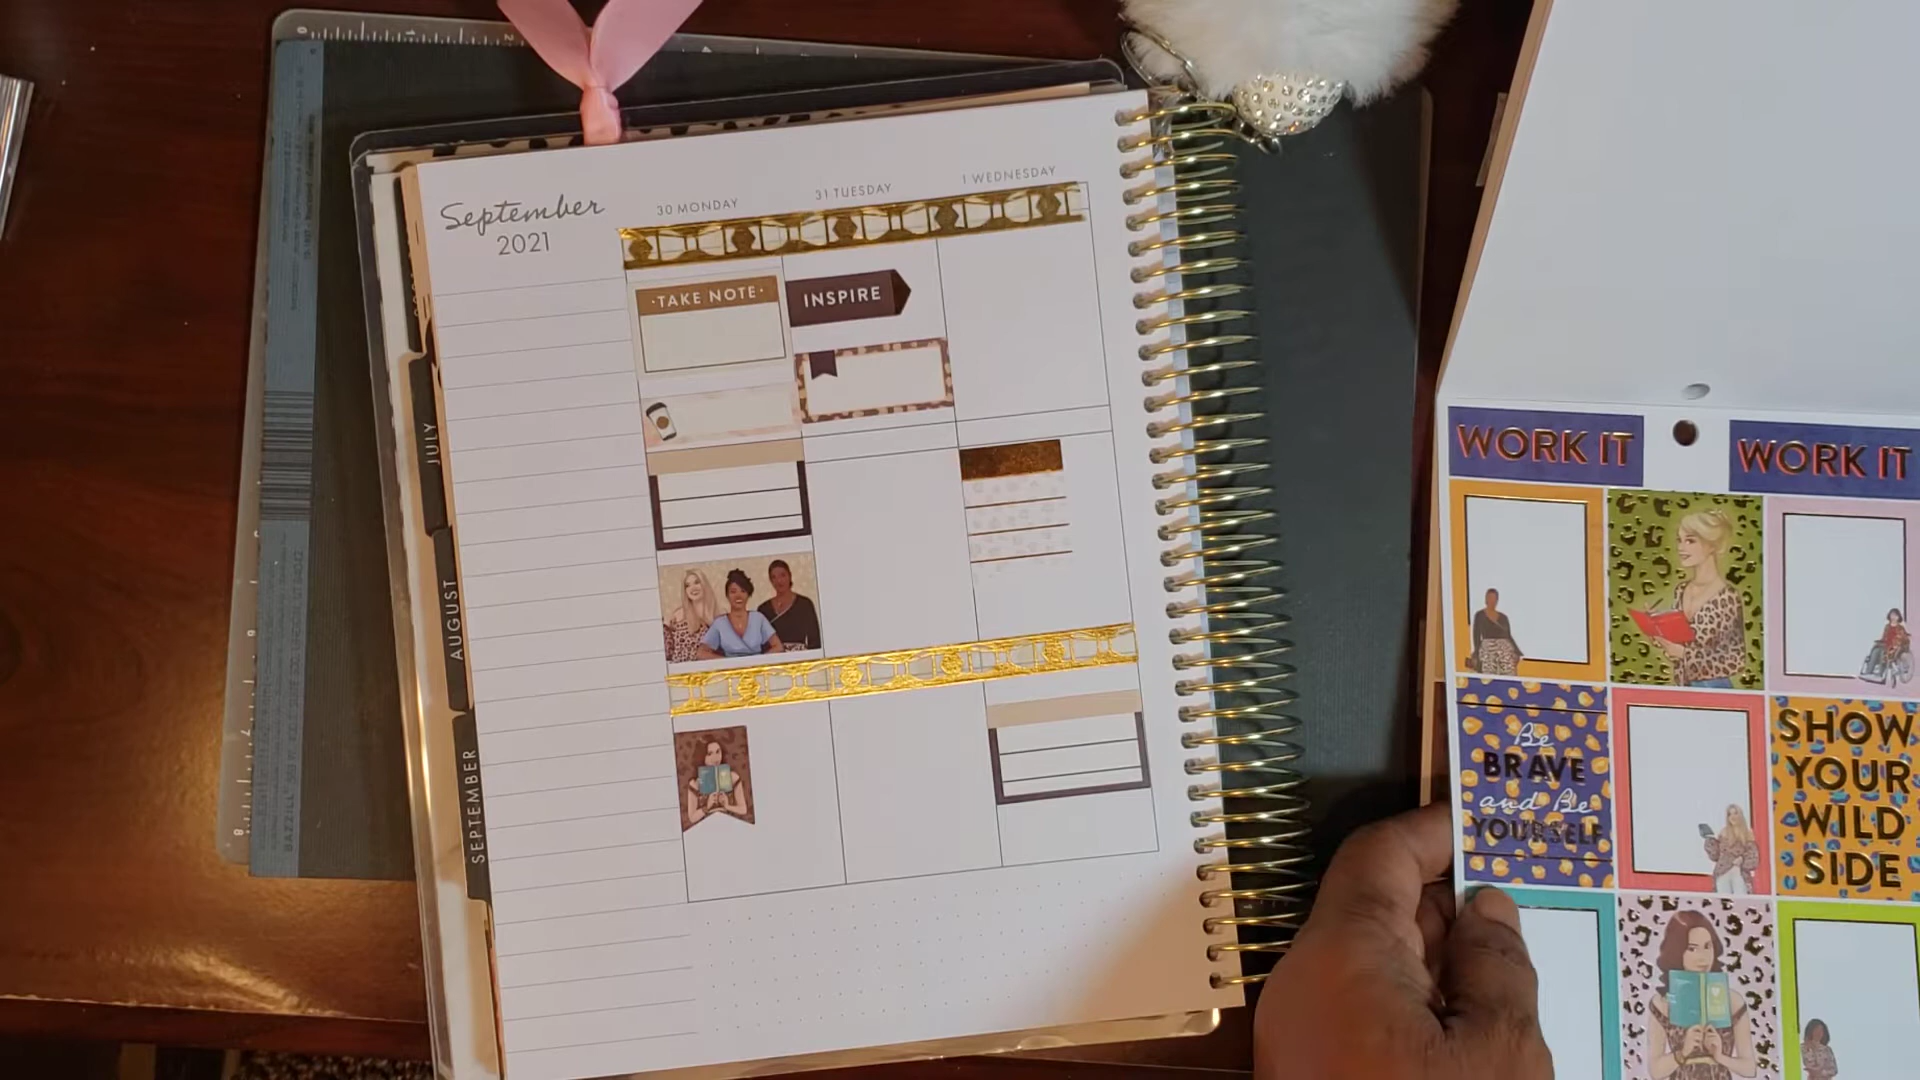 September
2021
30 MONDAY
31 TUESDAY
1 WEDNESDAY
·TAKE NOTE·
INSPIRE
JULY
AUGUST
SEPTEMBER
WORK IT
WORK IT
Be
BRAVE
and Be
YOURSELF
SHOW
YOUR
WILD
SIDE